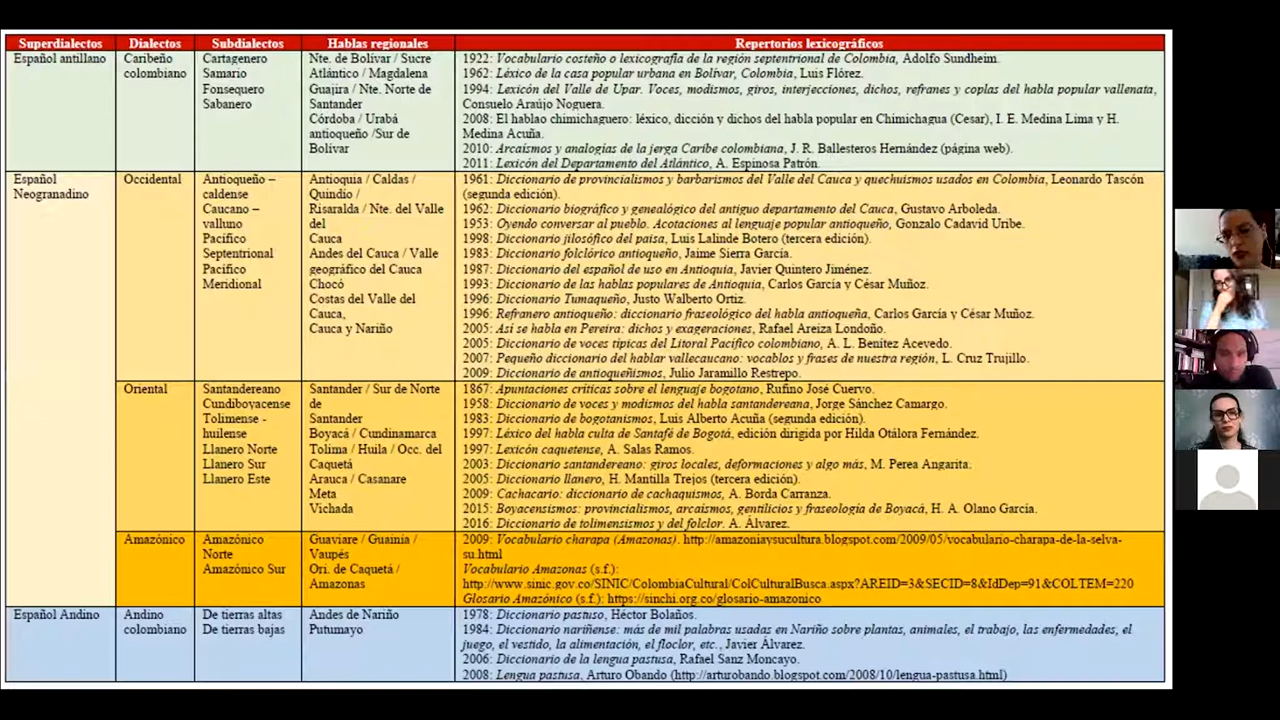 Superdialectos Dialectos Subdialectos Hablas regionales Repertorios lexicográficos
Español antillano
Caribeño
colombiano
Cartagenero
Samario
Fonsequero
Sabanero
Nte. de Bolívar / Sucre
Atlántico / Magdalena
Guajira / Nte. Norte de
Santander
Córdoba / Urabá
antioqueño /Sur de
Bolívar
1922: Vocabulario costeño o lexicografía de la región septentrional de Colombia, Adolfo Sundheim.
1962: Léxico de la casa popular urbana en Bolívar, Colombia, Luis Flórez.
1994: Lexicón del Valle de Upar. Voces, modismos, giros, interjecciones, dichos, refranes y coplas del habla popular vallenata,
Consuelo Araújo Noguera.
2008: El hablao chimichaguero: léxico, dicción y dichos del habla popular en Chimichagua (Cesar), I. E. Medina Lima y H.
Medina Acuña.
2010: Arcaísmos y analogías de la jerga Caribe colombiana, J. R. Ballesteros Hernández (página web).
2011: Lexicón del Departamento del Atlántico, A. Espinosa Patrón.
Español
Neogranadino
Occidental
Antioqueño –
caldense
Caucano –
valluno
Pacífico
Septentrional
Pacífico
Meridional
Antioquia / Caldas /
Quindío /
Risaralda / Nte. del Valle
del
Cauca
Andes del Cauca / Valle
geográfico del Cauca
Chocó
Costas del Valle del
Cauca,
Cauca y Nariño
1961: Diccionario de provincialismos y barbarismos del Valle del Cauca y quechuismos usados en Colombia, Leonardo Tascón
(segunda edición).
1962: Diccionario biográfico y genealógico del antiguo departamento del Cauca, Gustavo Arboleda.
1953: Oyendo conversar al pueblo. Acotaciones al lenguaje popular antioqueño, Gonzalo Cadavid Uribe.
1998: Diccionario filosófico del paisa, Luis Lalinde Botero (tercera edición).
1983: Diccionario folclórico antioqueño, Jaime Sierra García.
1987: Diccionario del español de uso en Antioquia, Javier Quintero Jiménez.
1993: Diccionario de las hablas populares de Antioquia, Carlos García y César Muñoz.
1996: Diccionario Tumaqueño, Justo Walberto Ortiz.
1996: Refranero antioqueño: diccionario fraseológico del habla antioqueña, Carlos García y César Muñoz.
2005: Así se habla en Pereira: dichos y exageraciones, Rafael Areiza Londoño.
2005: Diccionario de voces típicas del Litoral Pacífico colombiano, A. L. Benítez Acevedo.
2007: Pequeño diccionario del hablar vallecaucano: vocablos y frases de nuestra región, L. Cruz Trujillo.
2009: Diccionario de antioqueñismos, Julio Jaramillo Restrepo.
Oriental
Santandereano
Cundiboyacense
Tolimense -
huilense
Llanero Norte
Llanero Sur
Llanero Este
Santander / Sur de Norte
de
Santander
Boyacá / Cundinamarca
Tolima / Huila / Occ. del
Caquetá
Arauca / Casanare
Meta
Vichada
1867: Apuntaciones críticas sobre el lenguaje bogotano, Rufino José Cuervo.
1958: Diccionario de voces y modismos del habla santandereana, Jorge Sánchez Camargo.
1983: Diccionario de bogotanismos, Luis Alberto Acuña (segunda edición).
1997: Léxico del habla culta de Santafé de Bogotá, edición dirigida por Hilda Otálora Fernández.
1997: Lexicón caquetense, A. Salas Ramos.
2003: Diccionario santandereano: giros locales, deformaciones y algo más, M. Perea Angarita.
2005: Diccionario llanero, H. Mantilla Trejos (tercera edición).
2009: Cachacario: diccionario de cachaquismos, A. Borda Carranza.
2015: Boyacensismos: provincialismos, arcaísmos, gentilicios y fraseología de Boyacá, H. A. Olano García.
2016: Diccionario de tolimensismos y del folclor. A. Álvarez.
Amazónico
Amazónico
Norte
Amazónico Sur
Guaviare / Guainía /
Vaupés
Ori. de Caquetá /
Amazonas
2009: Vocabulario charapa (Amazonas). http://amazoniaysucultura.blogspot.com/2009/05/vocabulario-charapa-de-la-selva-
su.html
Vocabulario Amazonas (s.f.):
http://www.sinic.gov.co/SINIC/ColombiaCultural/ColCulturalBusca.aspx?AREID=3&SECID=8&IdDep=91&COLTEM=220
Glosario Amazónico (s.f.): https://sinchi.org.co/glosario-amazonico
Español Andino
Andino
colombiano
De tierras altas
De tierras bajas
Andes de Nariño
Putumayo
1978: Diccionario pastuso, Héctor Bolaños.
1984: Diccionario nariñense: más de mil palabras usadas en Nariño sobre plantas, animales, el trabajo, las enfermedades, el
juego, el vestido, la alimentación, el floclor, etc., Javier Álvarez.
2006: Diccionario de la lengua pastusa, Rafael Sanz Moncayo.
2008: Lengua pastusa, Arturo Obando (http://arturobando.blogspot.com/2008/10/lengua-pastusa.html)